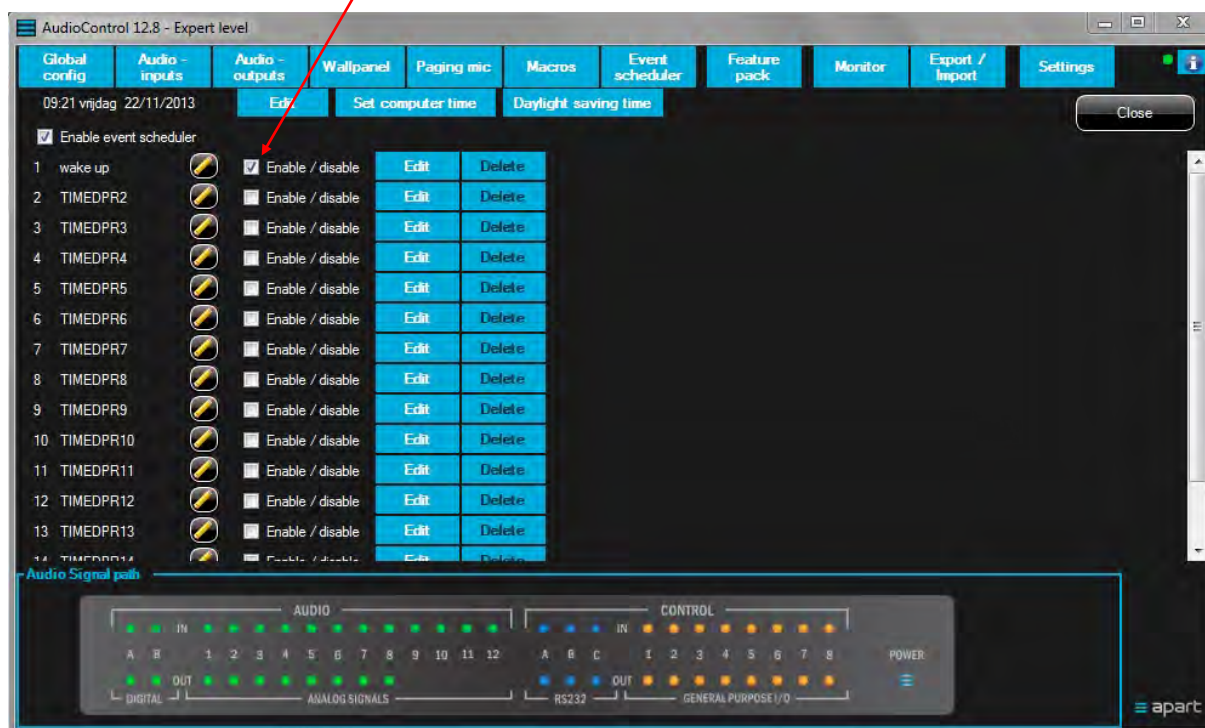 AudioControl 12.8 - Expert level
Global config Audio - inputs Audio - outputs Wallpanel Paging mic Macros Event scheduler Feature pack Monitor Export / Import Settings
09:21 vrijdag 22/11/2013 Edit Set computer time Daylight saving time Close
Enable event scheduler
1 wake up Enable / disable Edit Delete
2 TIMEDPR2 Enable / disable Edit Delete
3 TIMEDPR3 Enable / disable Edit Delete
4 TIMEDPR4 Enable / disable Edit Delete
5 TIMEDPR5 Enable / disable Edit Delete
6 TIMEDPR6 Enable / disable Edit Delete
7 TIMEDPR7 Enable / disable Edit Delete
8 TIMEDPR8 Enable / disable Edit Delete
9 TIMEDPR9 Enable / disable Edit Delete
10 TIMEDPR10 Enable / disable Edit Delete
11 TIMEDPR11 Enable / disable Edit Delete
12 TIMEDPR12 Enable / disable Edit Delete
13 TIMEDPR13 Enable / disable Edit Delete
14 TIMEDPR14 Enable / disable Edit Delete
Audio Signal path
AUDIO CONTROL
IN IN
A B 1 2 3 4 5 6 7 8 9 10 11 12 A B C 1 2 3 4 5 6 7 8 POWER
OUT OUT
DIGITAL ANALOG SIGNALS RS232 GENERAL PURPOSE I/O
apart